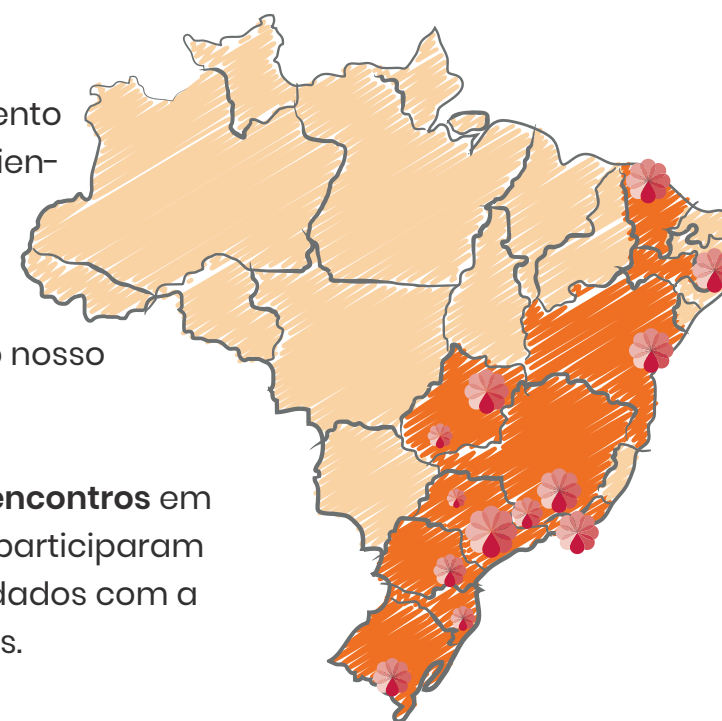 ento
ien-
o nosso
encontros em
participaram
dados com a
s.